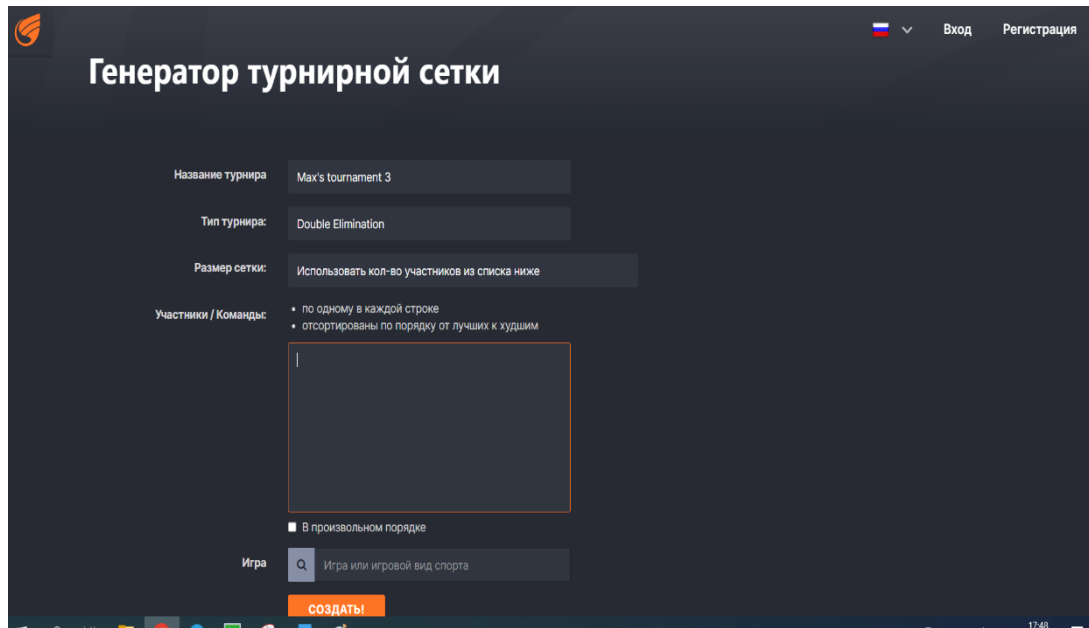 Вход
Регистрация
Генератор турнирной сетки
Название турнира
Max's tournament 3
Тип турнира:
Double Elimination
Размер сетки:
Использовать кол-во участников из списка ниже
Участники / Команды:
• по одному в каждой строке
• отсортированы по порядку от лучших к худшим
В произвольном порядке
Игра
Игра или игровой вид спорта
СОЗДАТЬ!
17:48